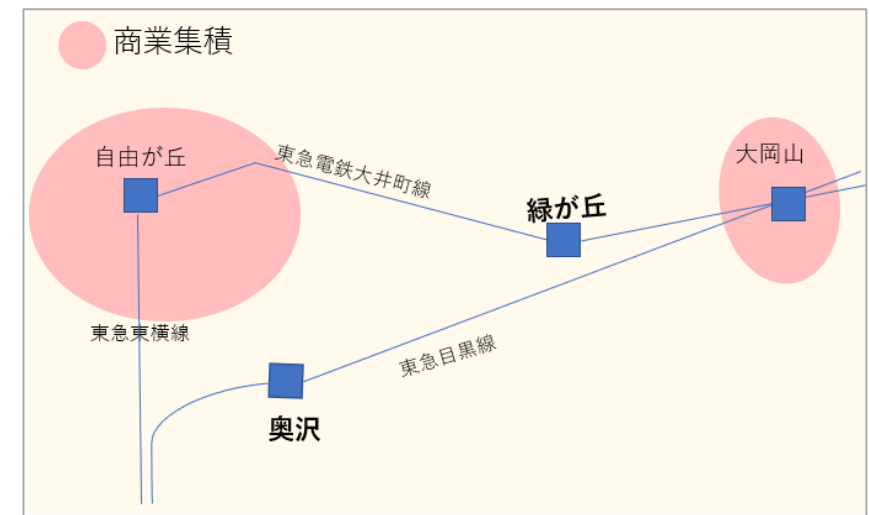 商業集積
自由が丘
東急電鉄大井町線
大岡山
緑が丘
東急東横線
東急目黒線
奥沢